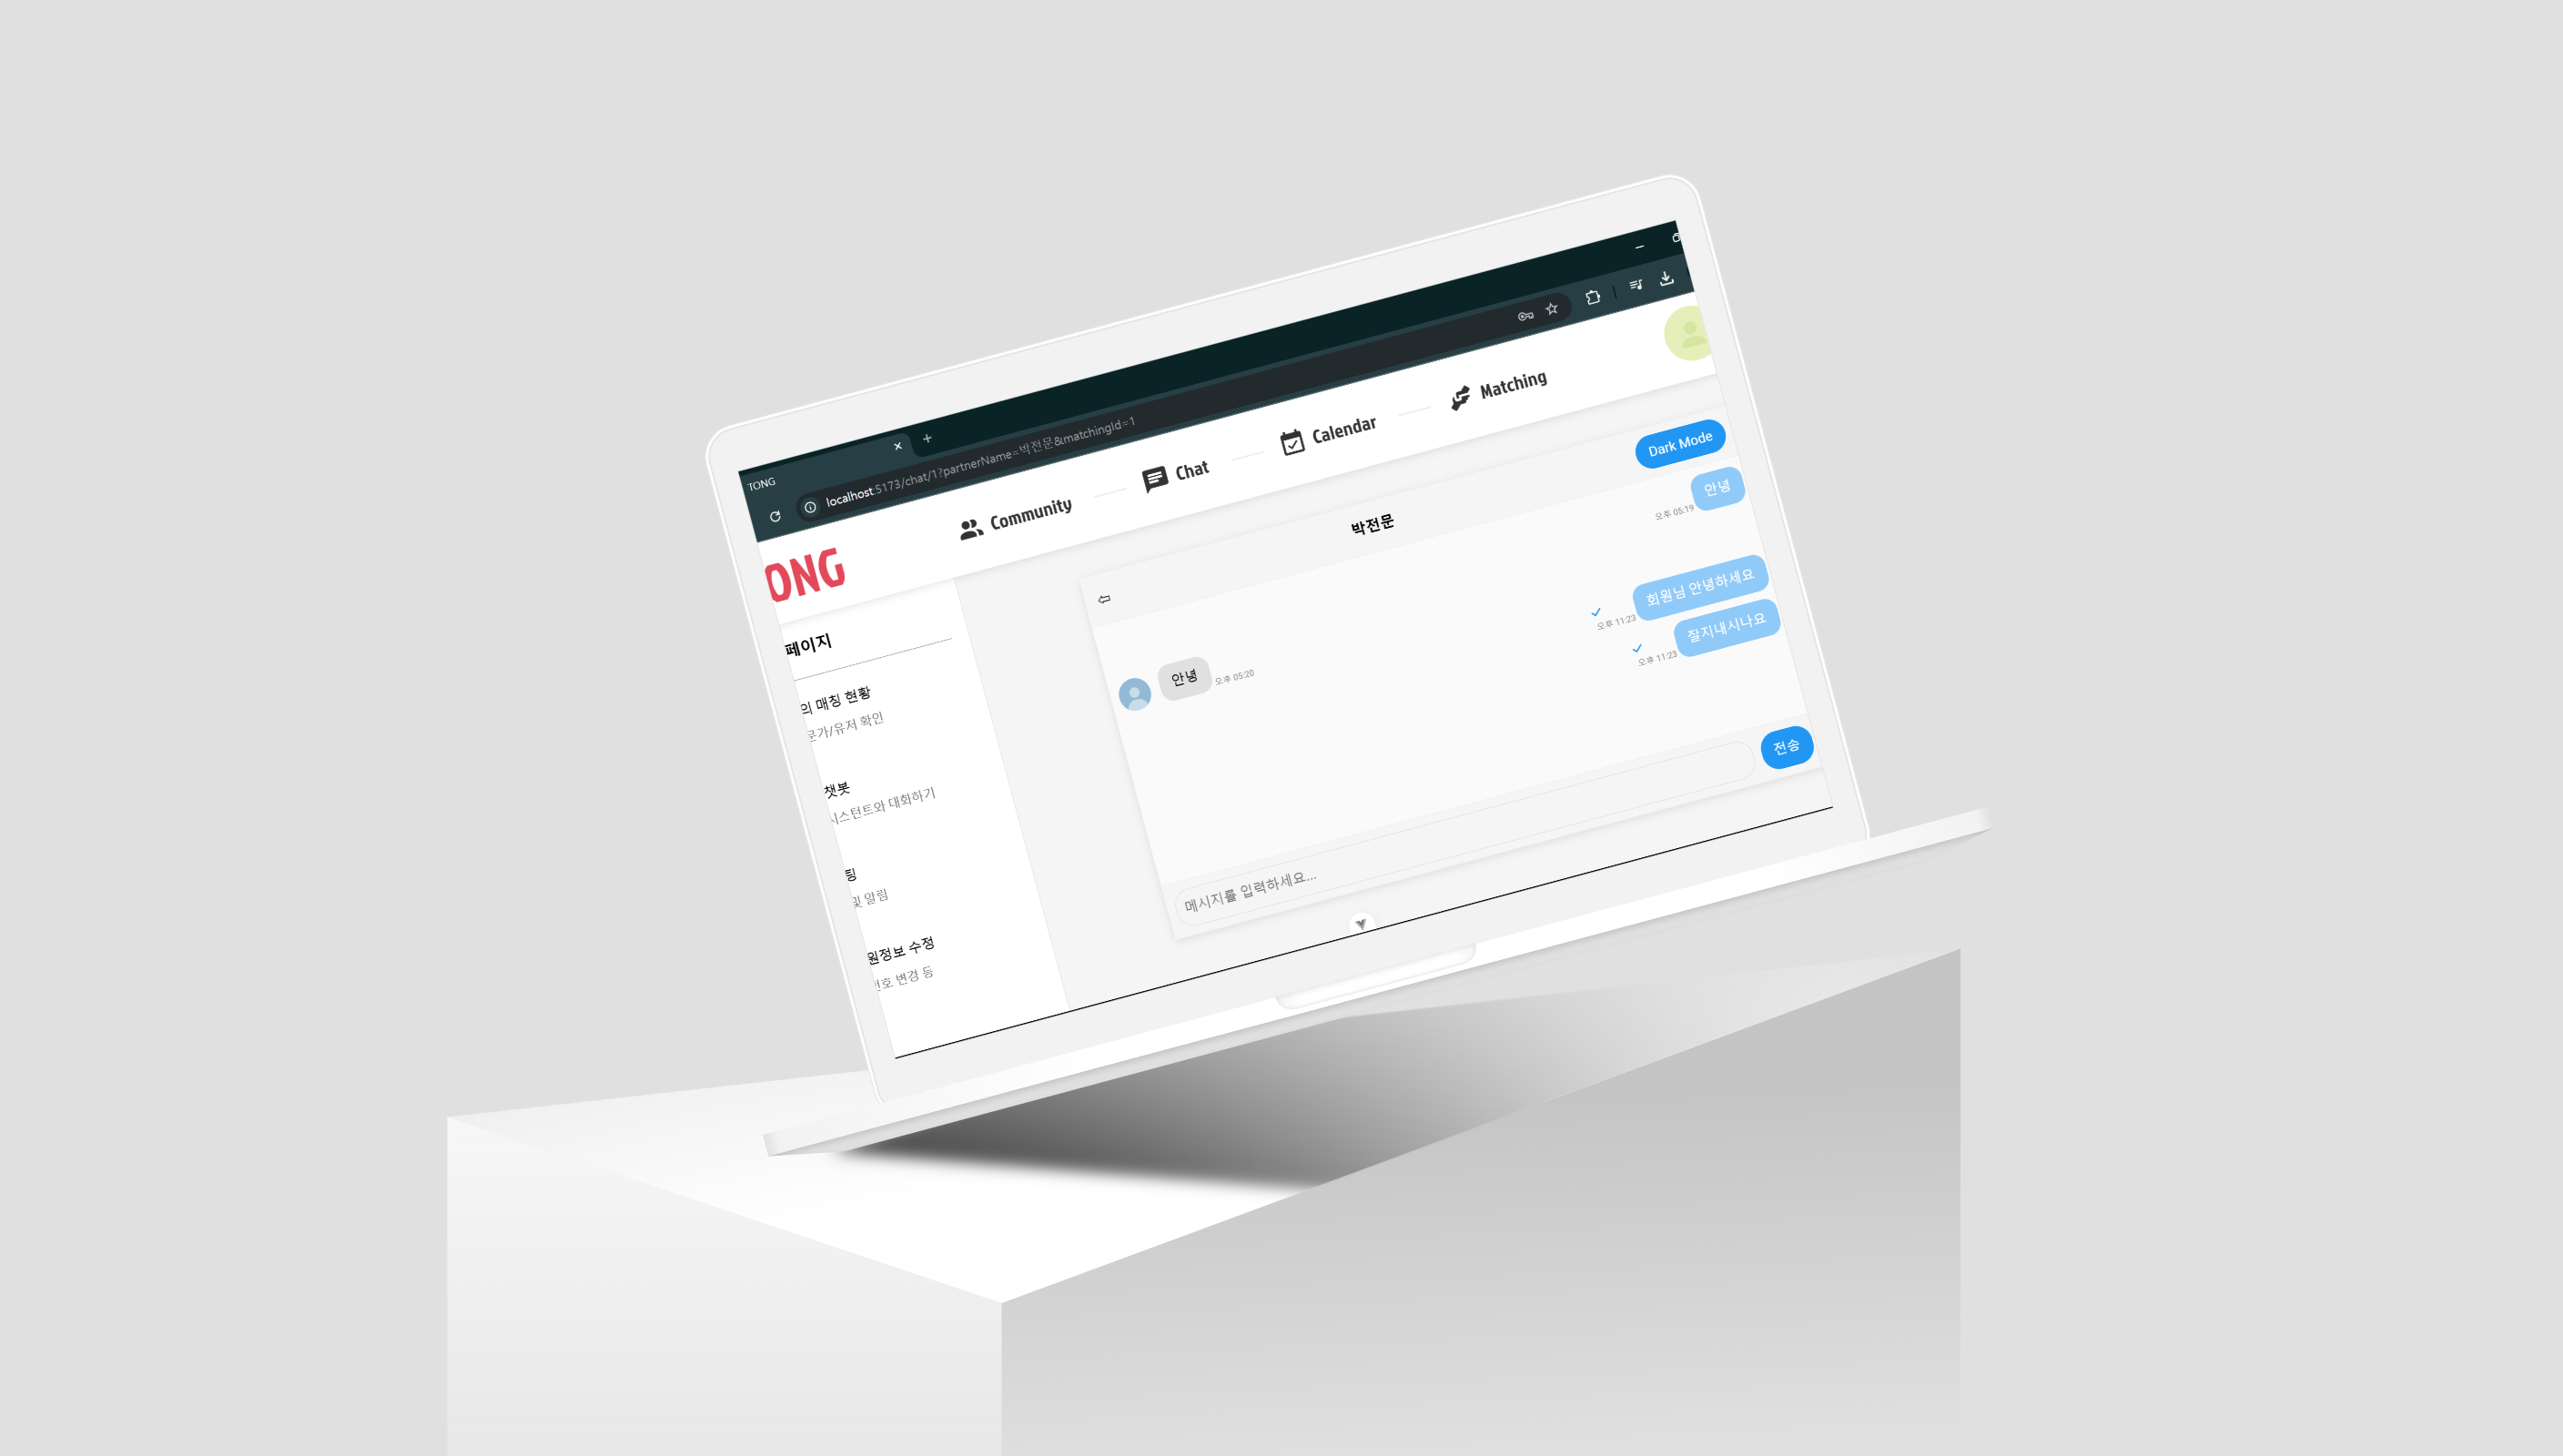 TONG
localhost:5173/chat/1?partnerName=박전문&matchingId=1
ONG
Community
Chat
Calendar
Matching
페이지
의 매칭 현황
문가/유저 확인
챗봇
시스턴트와 대화하기
팅
및 알림
원정보 수정
번호 변경 등
박전문
Dark Mode
안녕
오후 05:19
안녕
오후 05:20
회원님 안녕하세요
오후 11:23
잘지내시나요
오후 11:23
메시지를 입력하세요...
전송